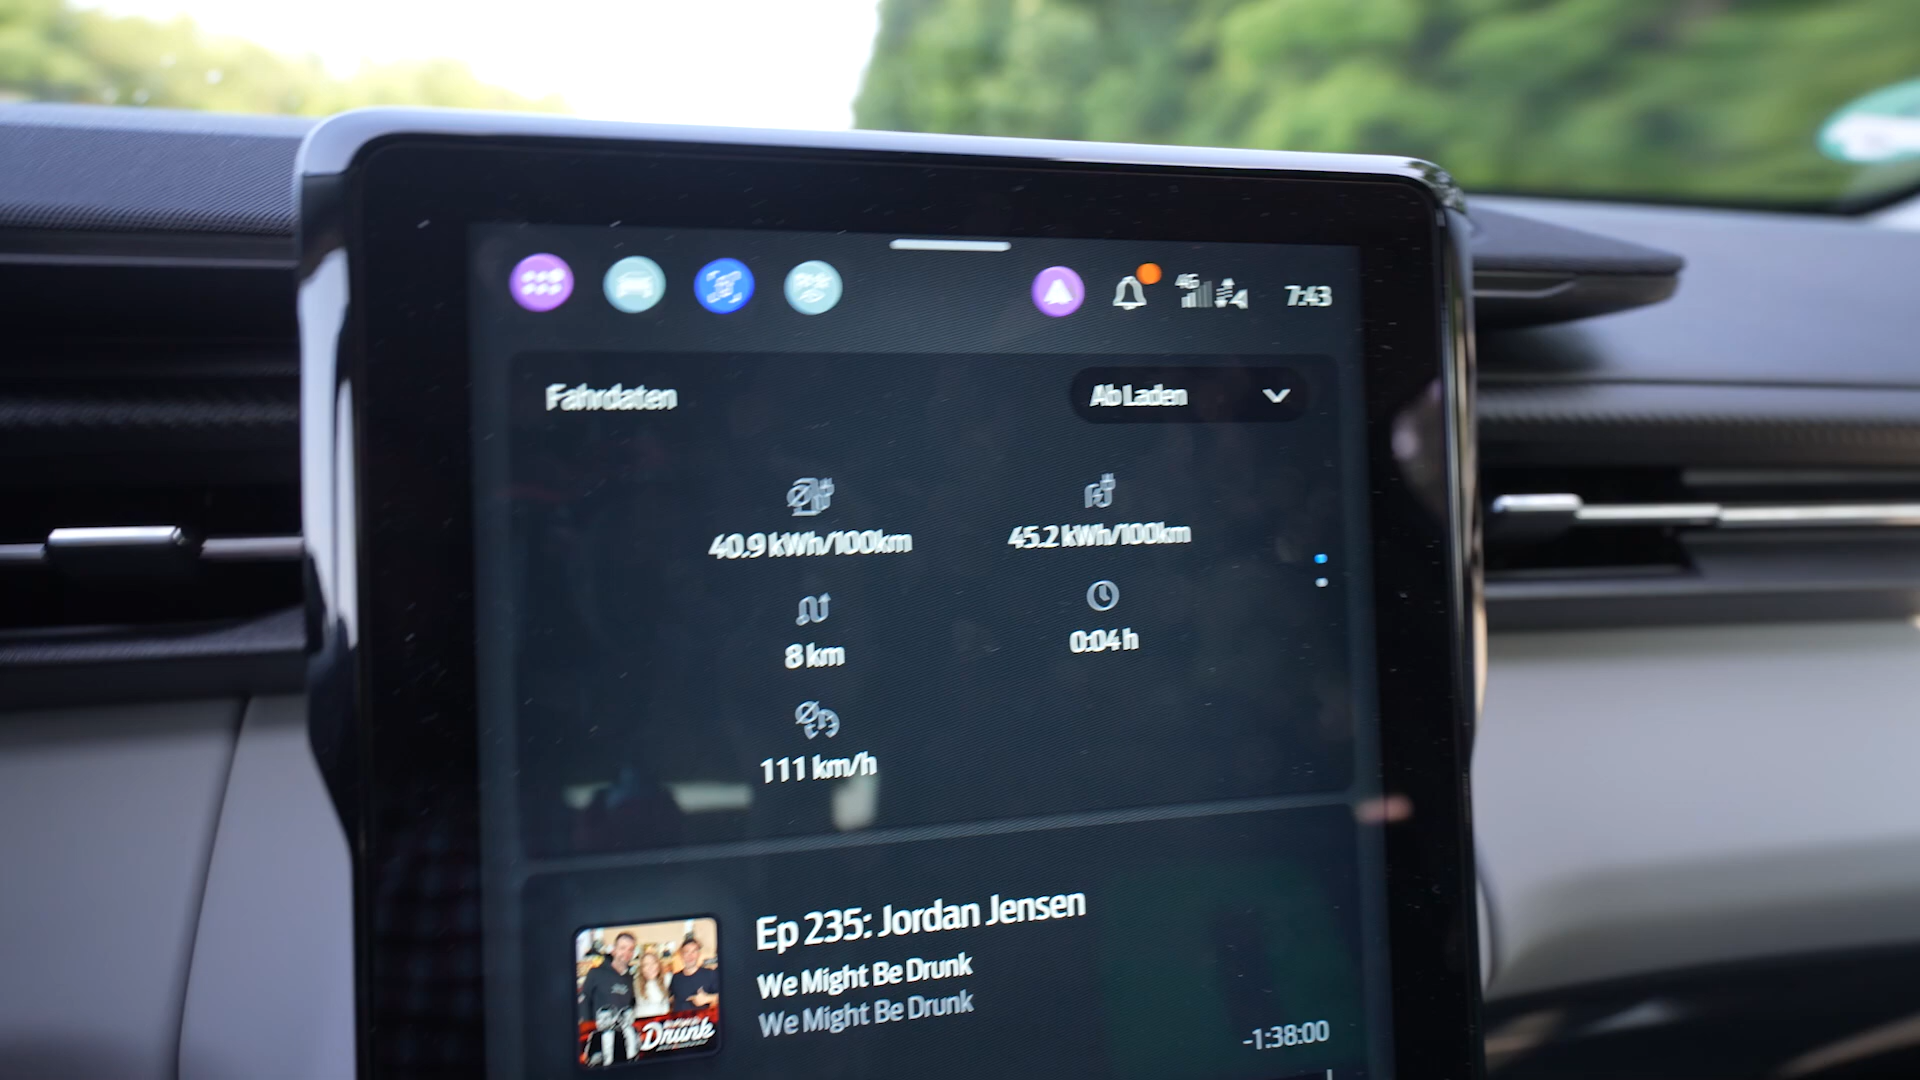 4G
7:43
Fahrdaten
Ab Laden
40.9 kWh/100km
45.2 kWh/100km
8 km
0:04 h
111 km/h
Ep 235: Jordan Jensen
We Might Be Drunk
We Might Be Drunk
Drunk
-1:38:00